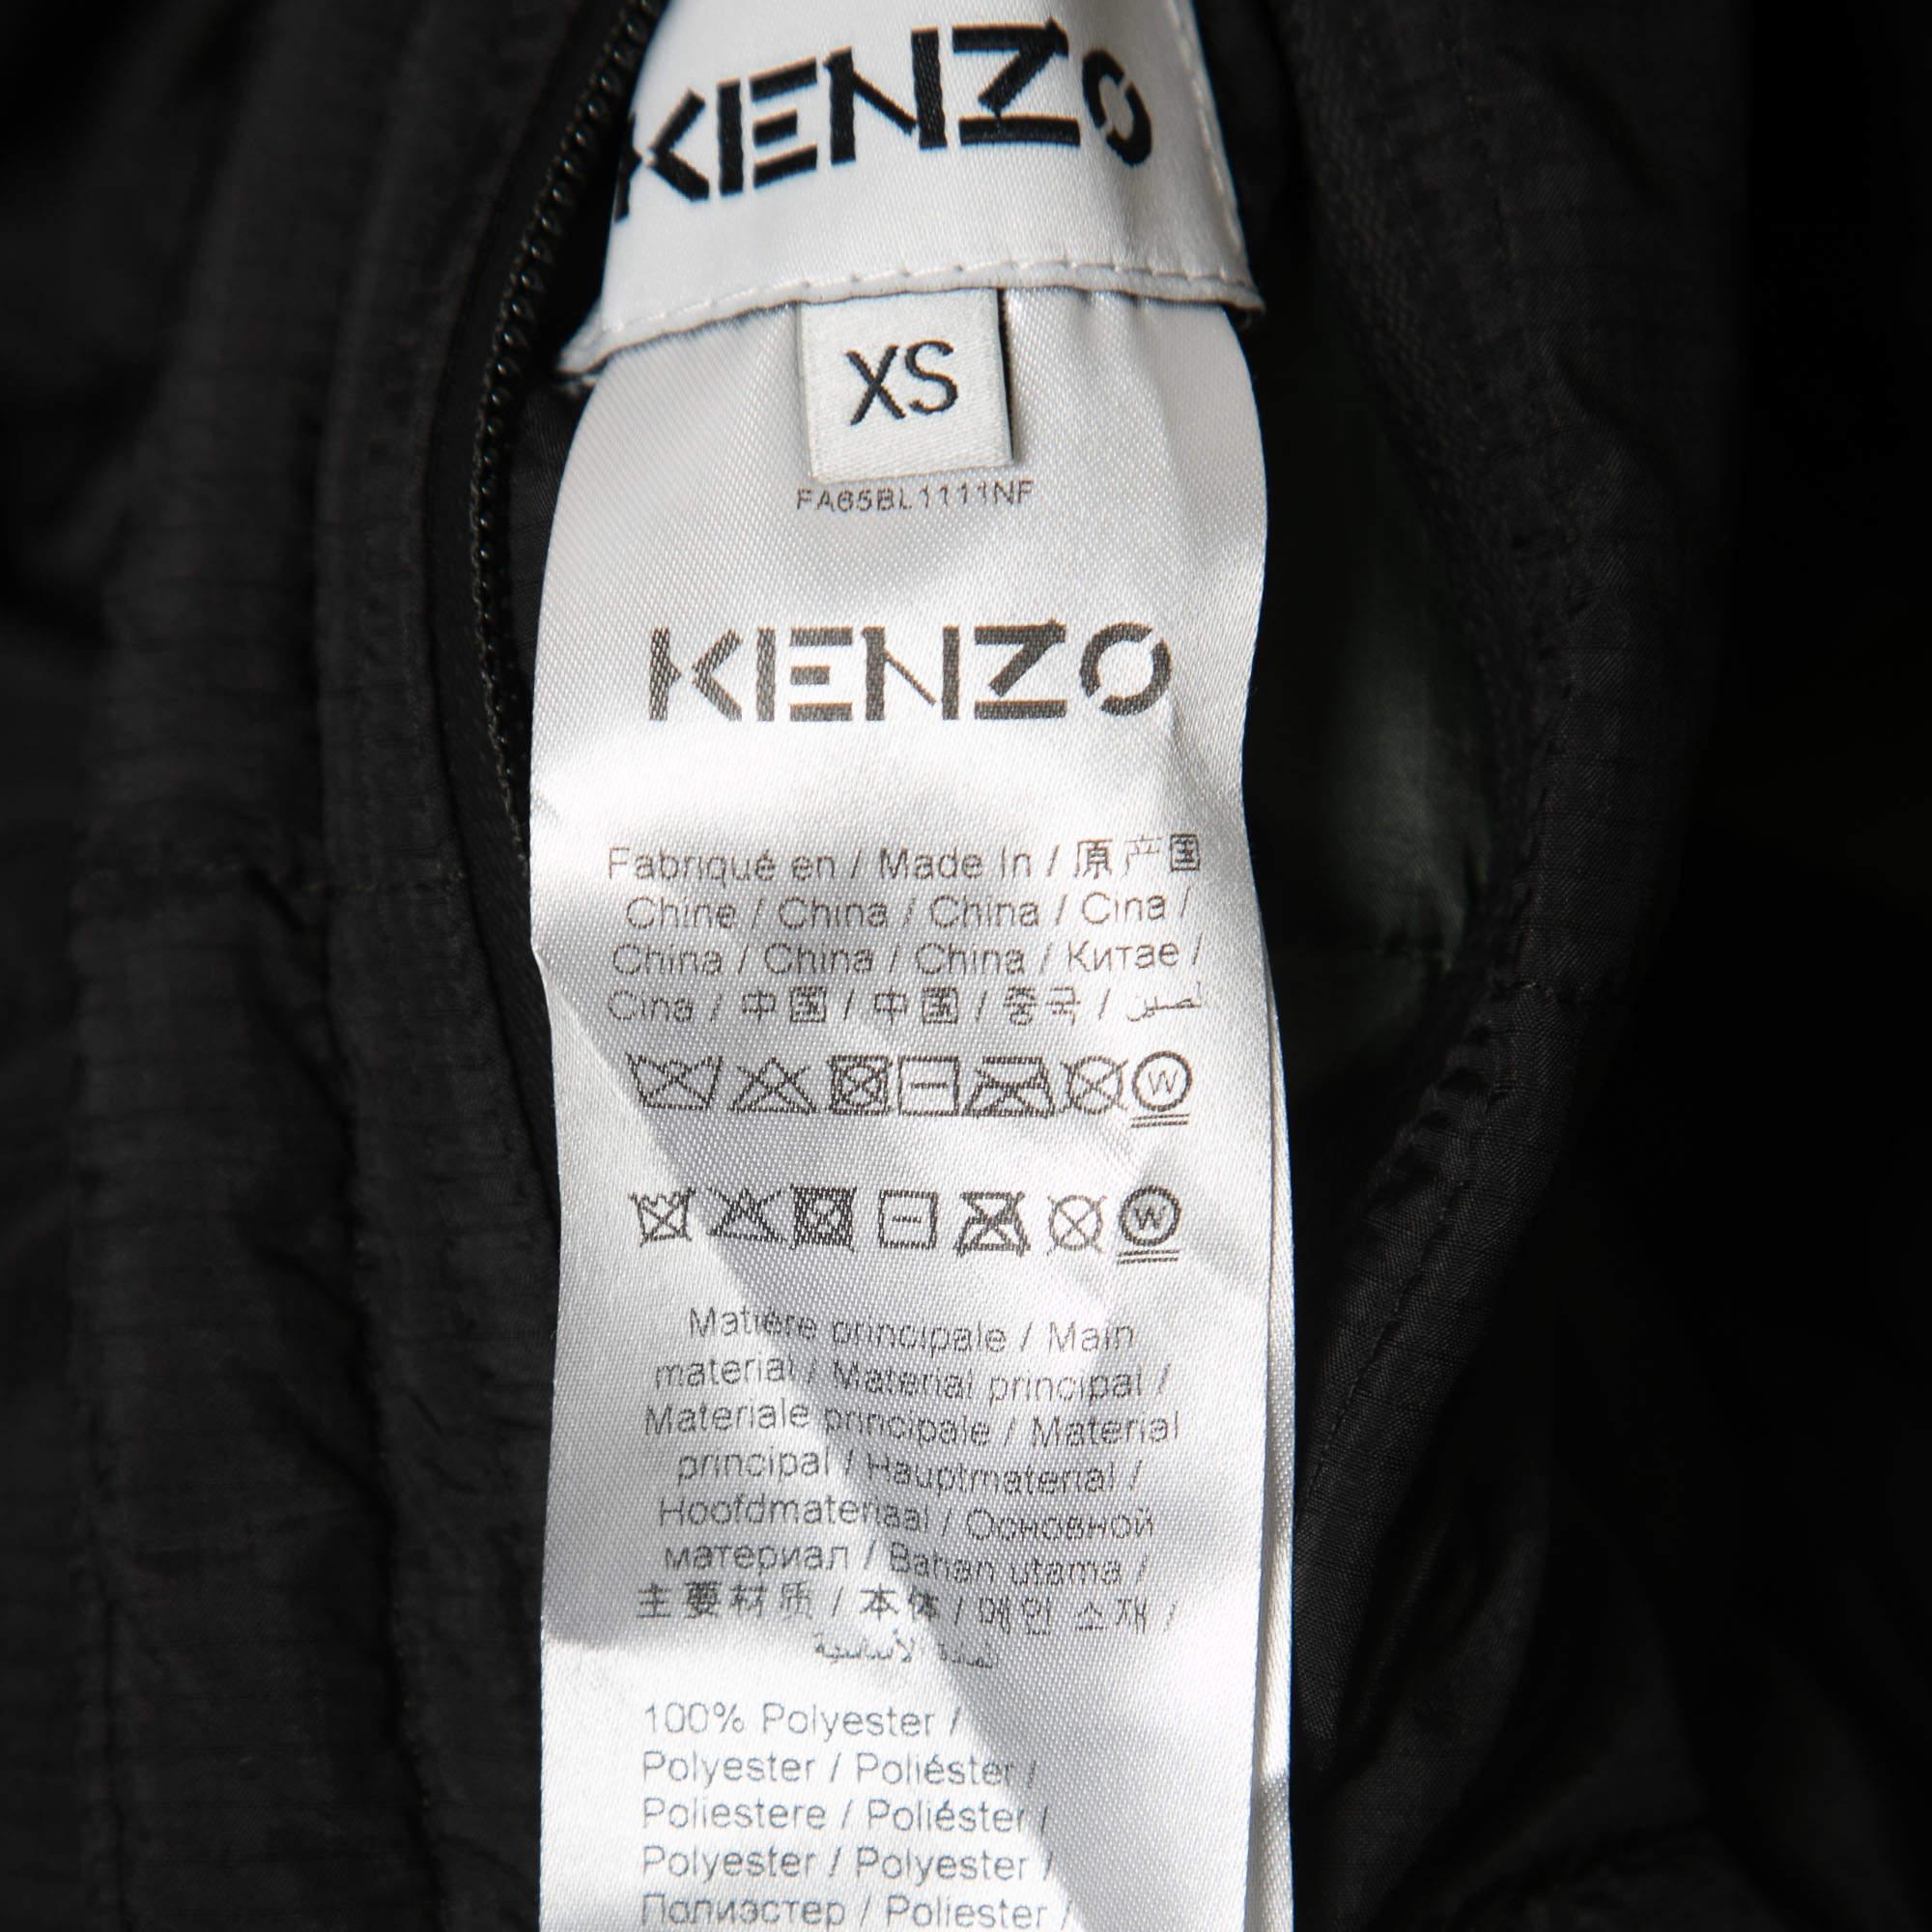 KENZO
XS
FA65BL1111NF
KENZO
Fabriqué en / Made In / 原产国
Chine / China / China / Cina /
China / China / China / Китае /
Cina / 中国 / 中国 / 중국 / لصين
W
W
Matière principale / Main
material / Material principal /
Materiale principale / Material
principal / Hauptmaterial /
Hoofdmateriaal / Основной
материал / Bahan utama /
主要材质 / 本体 / 메인 소재 /
الأساسية
100% Polyester /
Polyester / Poliéster /
Poliestere / Poliéster /
Polyester / Polyester /
Полиэстер / Poliester /